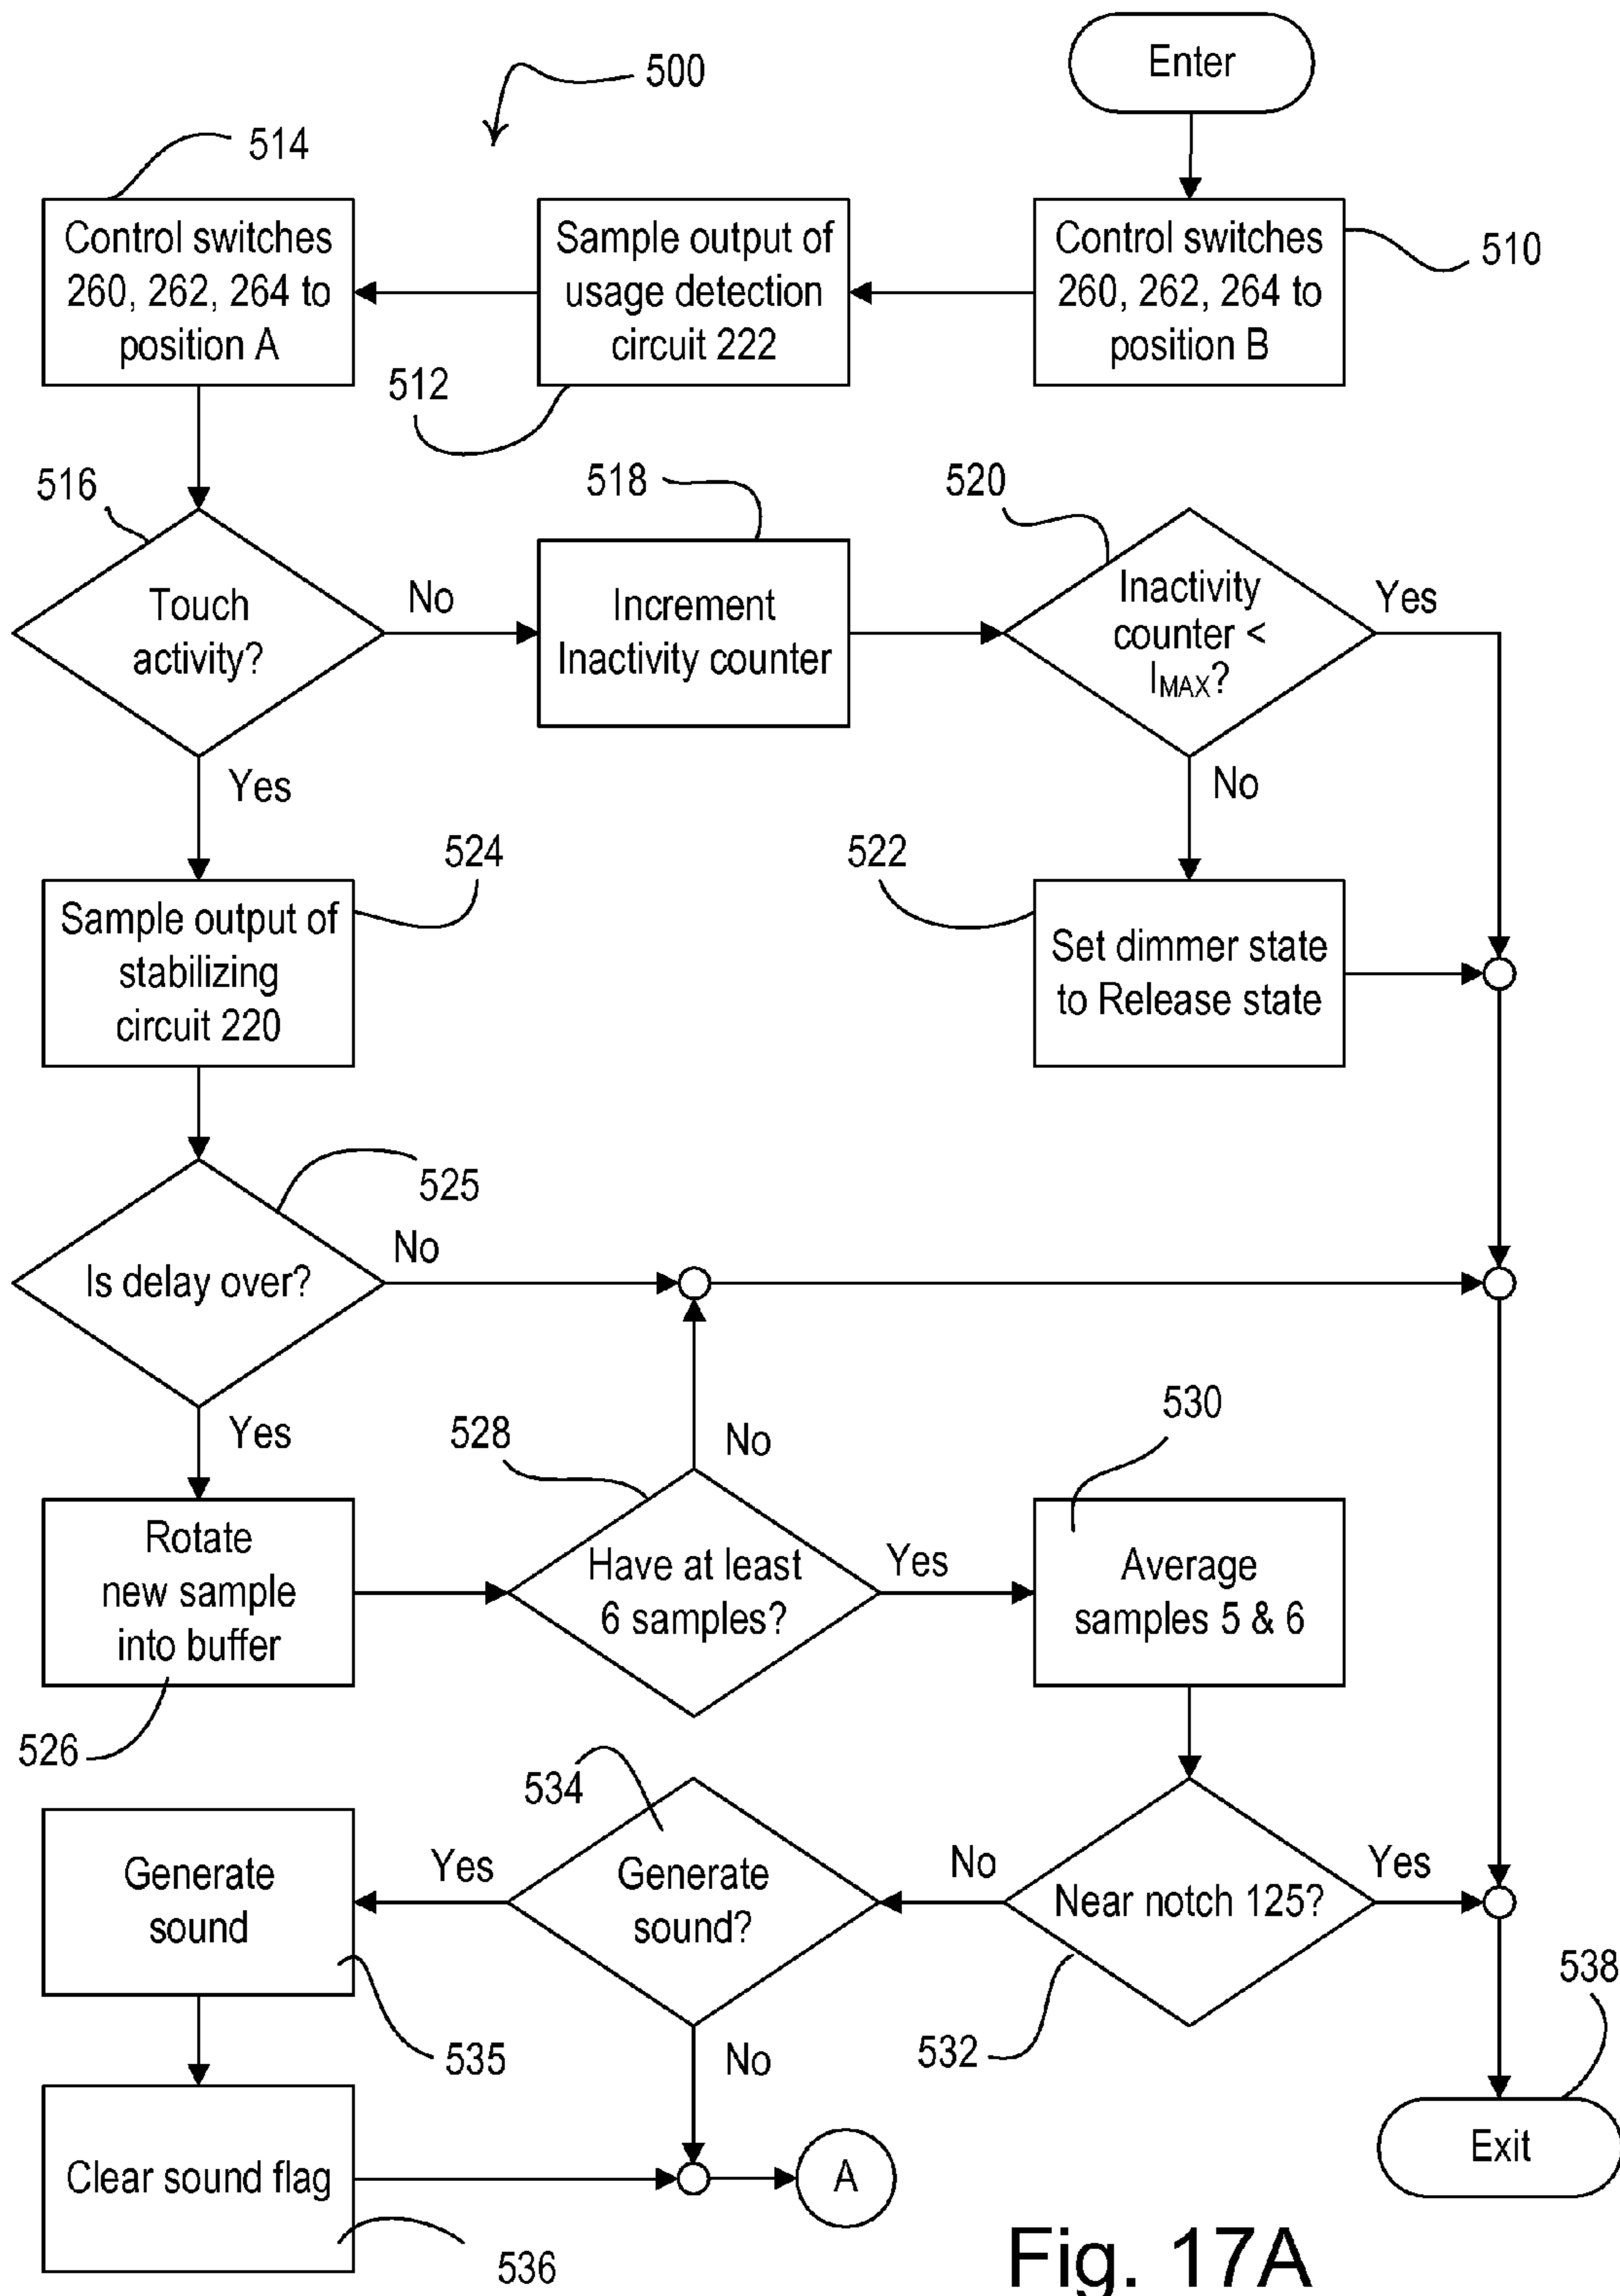 Enter
500
514
Control switches
260, 262, 264 to
position A
Sample output of
usage detection
circuit 222
512
Control switches
260, 262, 264 to
position B
510
516
Touch
activity?
No
Yes
518
Increment
Inactivity counter
520
Inactivity
counter <
IMAX?
Yes
No
522
Set dimmer state
to Release state
524
Sample output of
stabilizing
circuit 220
525
Is delay over?
No
Yes
Rotate
new sample
into buffer
526
528
No
Have at least
6 samples?
Yes
530
Average
samples 5 & 6
Near notch 125?
Yes
No
532
534
Generate
sound?
Yes
No
Generate
sound
535
Clear sound flag
536
A
538
Exit
Fig. 17A